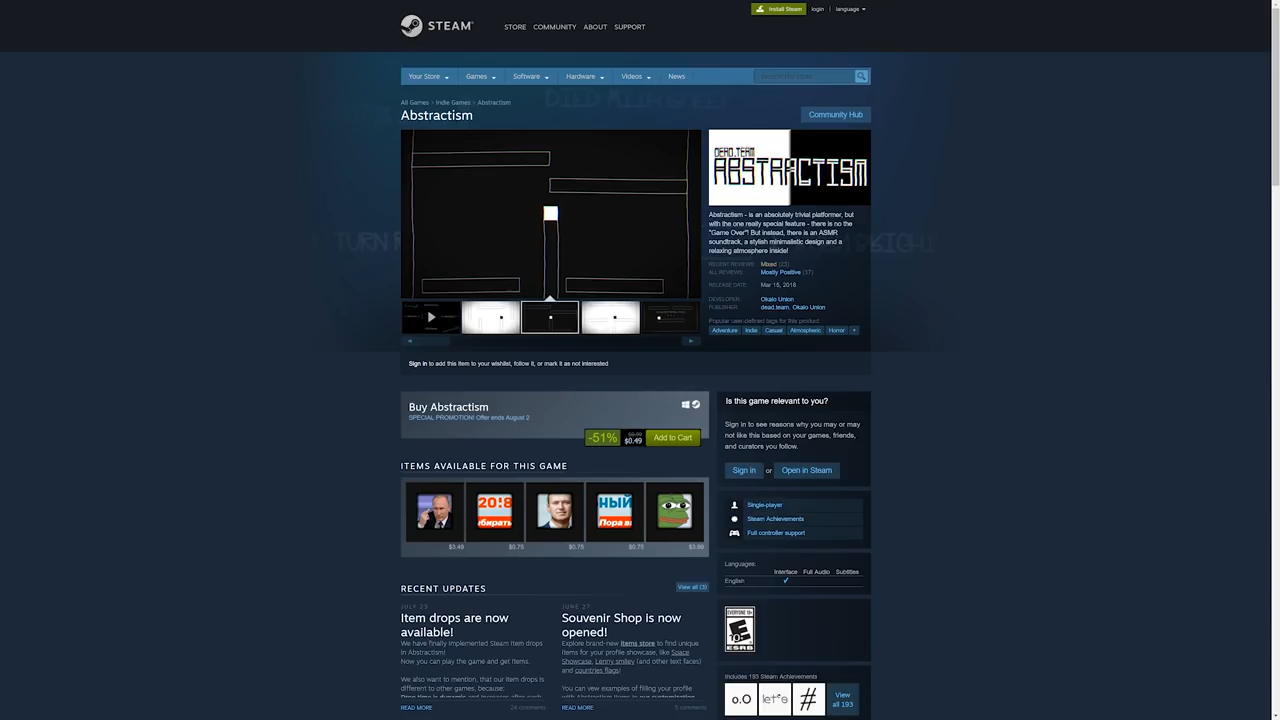 Install Steam
login | language
STEAM®
STORE COMMUNITY ABOUT SUPPORT
Your Store Games Software Hardware Videos News
All Games > Indie Games > Abstractism
Abstractism
Community Hub
DEAD.TEAM
ABSTRACTISM
Abstractism - is an absolutely trivial platformer, but
with the one really special feature - there is no the
"Game Over"! But instead, there is an ASMR
soundtrack, a stylish minimalistic design and a
relaxing atmosphere inside!
RECENT REVIEWS: Mixed (23)
ALL REVIEWS: Mostly Positive (37)
RELEASE DATE: Mar 15, 2018
DEVELOPER: Okalo Union
PUBLISHER: dead.team, Okalo Union
Popular user-defined tags for this product:
Adventure Indie Casual Atmospheric Horror +
Sign in to add this item to your wishlist, follow it, or mark it as not interested
Buy Abstractism
SPECIAL PROMOTION! Offer ends August 2
-51% $0.99 $0.49 Add to Cart
Is this game relevant to you?
Sign in to see reasons why you may or may
not like this based on your games, friends,
and curators you follow.
Sign in or Open in Steam
ITEMS AVAILABLE FOR THIS GAME
20!8
бирать
НЫЙ
Пора
$3.49 $0.75 $0.75 $0.75 $3.99
Single-player
Steam Achievements
Full controller support
Languages:
Interface Full Audio Subtitles
English ✔
RECENT UPDATES
View all (3)
JULY 23
Item drops are now
available!
We have finally implemented Steam item drops
in Abstractism!
Now you can play the game and get items.
We also want to mention, that our item drops is
different to other games, because:
READ MORE 24 comments
JUNE 27
Souvenir Shop is now
opened!
Explore brand-new items store to find unique
items for your profile showcase, like Space
Showcase, Lenny smiley (and other text faces)
and countries flags!
You can vew examples of filling your profile
READ MORE 5 comments
EVERYONE 10+
E
10+
ESRB
Includes 193 Steam Achievements
o.O let's #
View
all 193